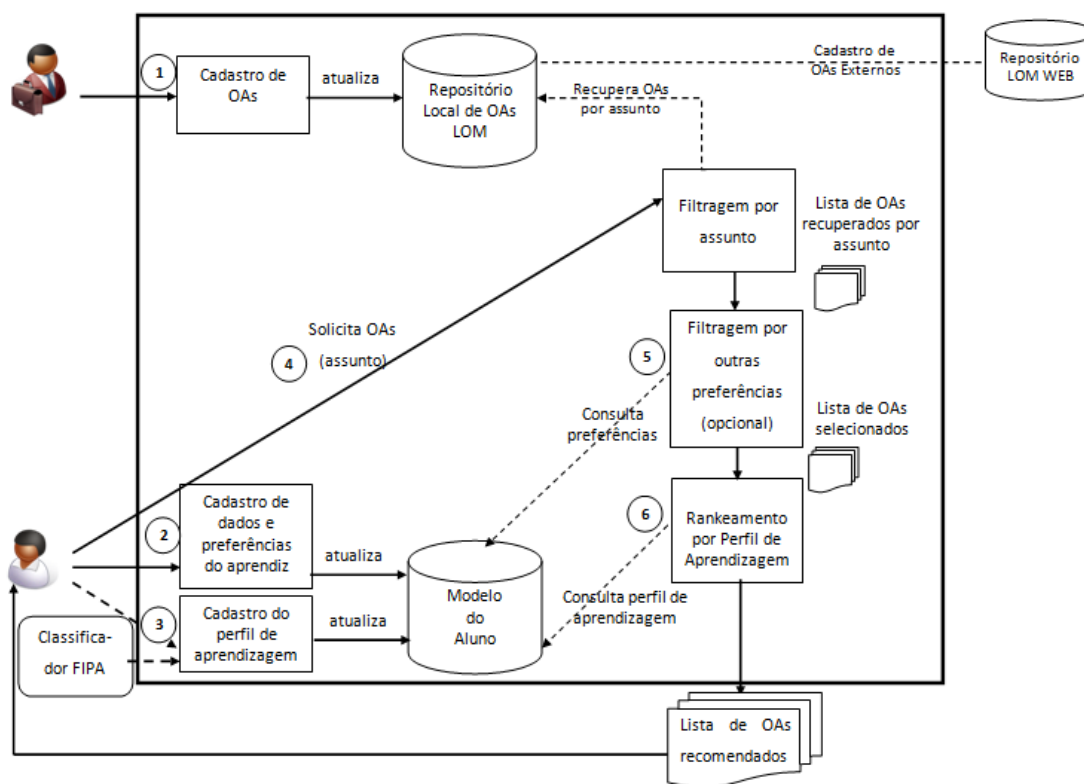 1
Cadastro de
OAs
atualiza
Repositório
Local de OAs
LOM
Cadastro de
OAs Externos
Repositório
LOM WEB
Recupera OAs
por assunto
Filtragem por
assunto
Lista de OAs
recuperados por
assunto
4
Solicita OAs
(assunto)
5
Filtragem por
outras
preferências
(opcional)
Consulta
preferências
Lista de OAs
selecionados
2
Cadastro de
dados e
preferências
do aprendiz
atualiza
6
Rankeamento
por Perfil de
Aprendizagem
Modelo
do
Aluno
Consulta perfil de
aprendizagem
3
Cadastro do
perfil de
aprendizagem
atualiza
Classifica-
dor FIPA
Lista de OAs
recomendados